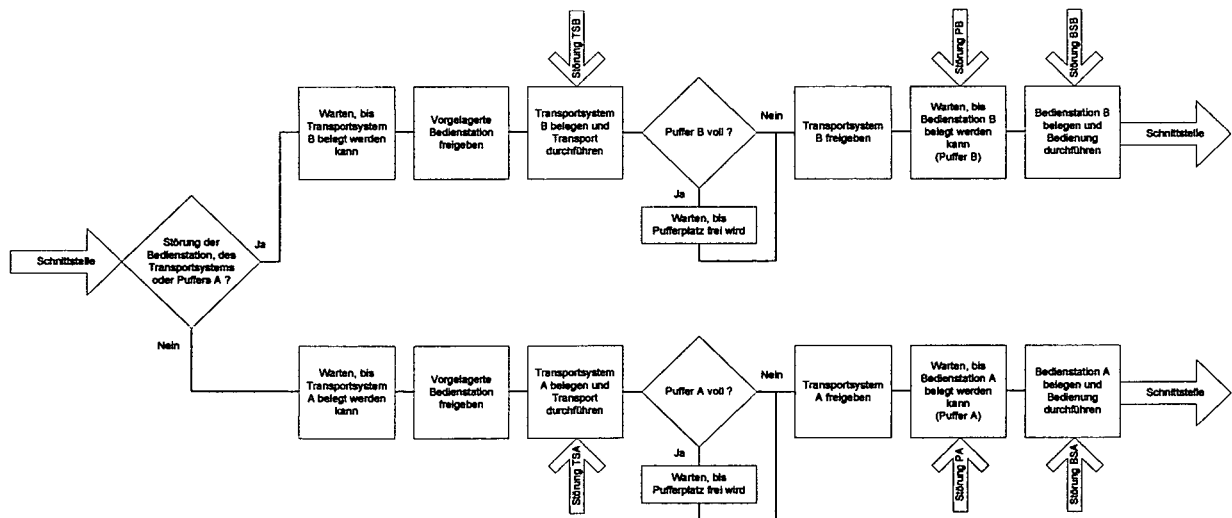 Störung TSB
Störung PB
Störung BSB
Warten, bis
Transportsystem
B belegt werden
kann
Vorgelagerte
Bedienstation
freigeben
Transportsystem
B belegen und
Transport
durchführen
Puffer B voll ?
Nein
Transportsystem
B freigeben
Warten, bis
Bedienstation B
belegt werden
kann
(Puffer B)
Bedienstation B
belegen und
Bedienung
durchführen
Schnittstelle
Ja
Warten, bis
Pufferplatz frei wird
Schnittstelle
Störung der
Bedienstation, des
Transportsystems
oder Puffers A ?
Ja
Nein
Warten, bis
Transportsystem
A belegt werden
kann
Vorgelagerte
Bedienstation
freigeben
Transportsystem
A belegen und
Transport
durchführen
Puffer A voll ?
Nein
Transportsystem
A freigeben
Warten, bis
Bedienstation A
belegt werden
kann
(Puffer A)
Bedienstation A
belegen und
Bedienung
durchführen
Schnittstelle
Ja
Warten, bis
Pufferplatz frei wird
Störung TSA
Störung PA
Störung BSA